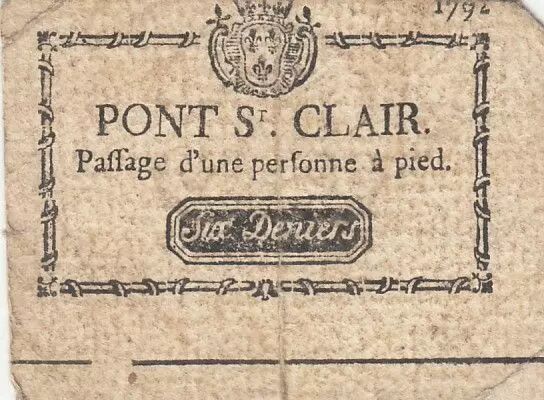 1792
PONT Sᵀ. CLAIR.
Paſſage d'une perſonne à pied.
Six Deniers